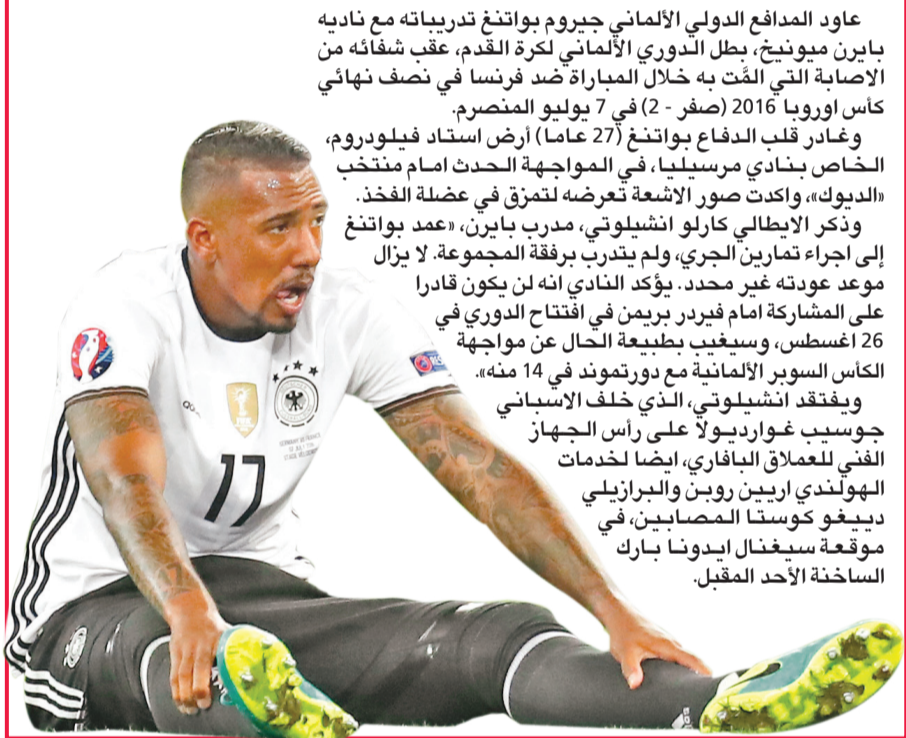 عاود المدافع الدولي الألماني جيروم بواتنغ تدريباته مع ناديه
بايرن ميونيخ، بطل الدوري الألماني لكرة القدم، عقب شفائه من
الاصابة التي المَّت به خلال المباراة ضد فرنسا في نصف نهائي
كأس اوروبا 2016 (صفر - 2) في 7 يوليو المنصرم.
وغادر قلب الدفاع بواتنغ (27 عاما) أرض استاد فيلودروم،
الخاص بنادي مرسيليا، في المواجهة الحدث امام منتخب
«الديوك»، واكدت صور الاشعة تعرضه لتمزق في عضلة الفخذ.
وذكر الايطالي كارلو انشيلوتي، مدرب بايرن، «عمد بواتنغ
إلى اجراء تمارين الجري، ولم يتدرب برفقة المجموعة. لا يزال
موعد عودته غير محدد. يؤكد النادي انه لن يكون قادرا
على المشاركة امام فيردر بريمن في افتتاح الدوري في
26 اغسطس، وسيغيب بطبيعة الحال عن مواجهة
الكأس السوبر الألمانية مع دورتموند في 14 منه».
ويفتقد انشيلوتي، الذي خلف الاسباني
جوسيب غوارديولا على رأس الجهاز
الفني للعملاق البافاري، ايضا لخدمات
الهولندي اريين روبن والبرازيلي
دييغو كوستا المصابين، في
موقعة سيغنال ايدونا بارك
الساخنة الأحد المقبل.
17